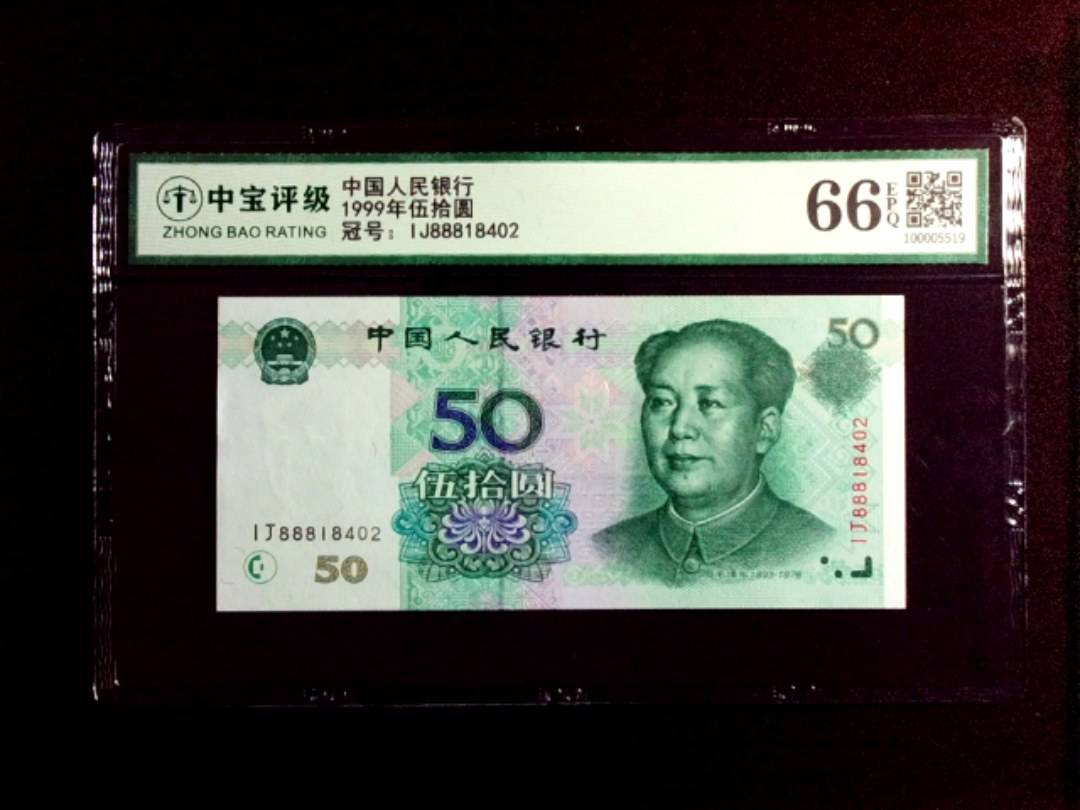 中宝评级
ZHONG BAO RATING
中国人民银行
1999年伍拾圆
冠号：IJ88818402
66
EPQ
100005519
中国人民银行
50
50
伍拾圆
IJ88818402
IJ88818402
50